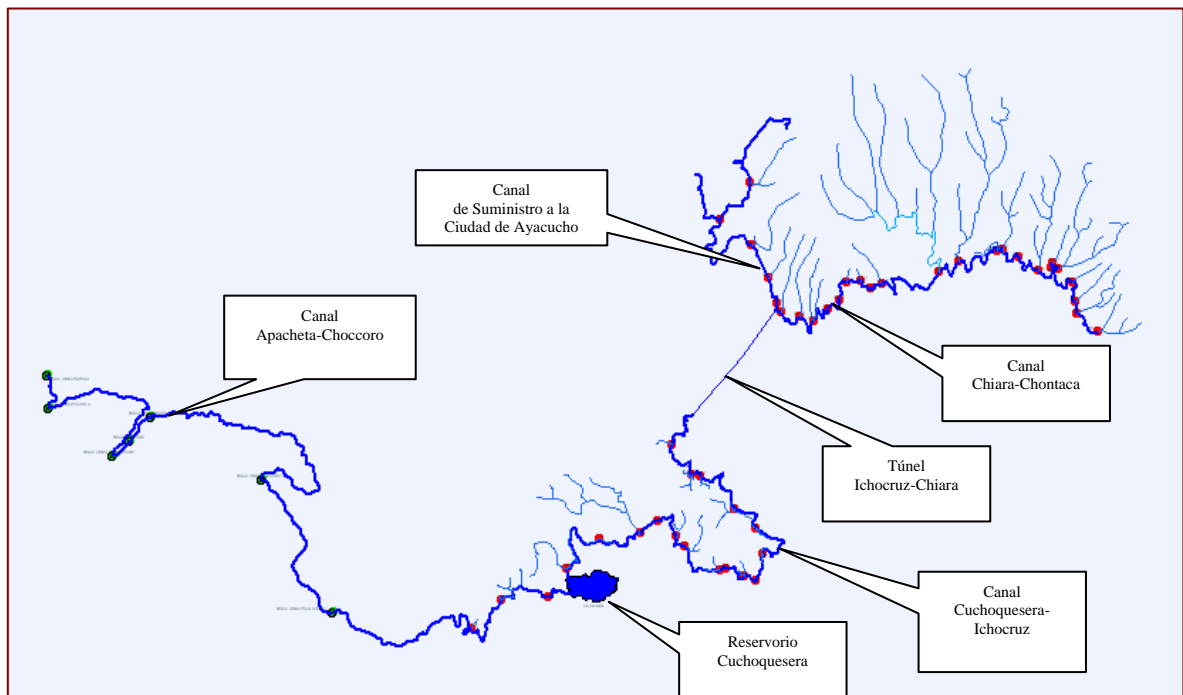 Canal
de Suministro a la
Ciudad de Ayacucho
Canal
Apacheta-Choccoro
Canal
Chiara-Chontaca
Túnel
Ichocruz-Chiara
Canal
Cuchoquesera-
Ichocruz
Reservorio
Cuchoquesera